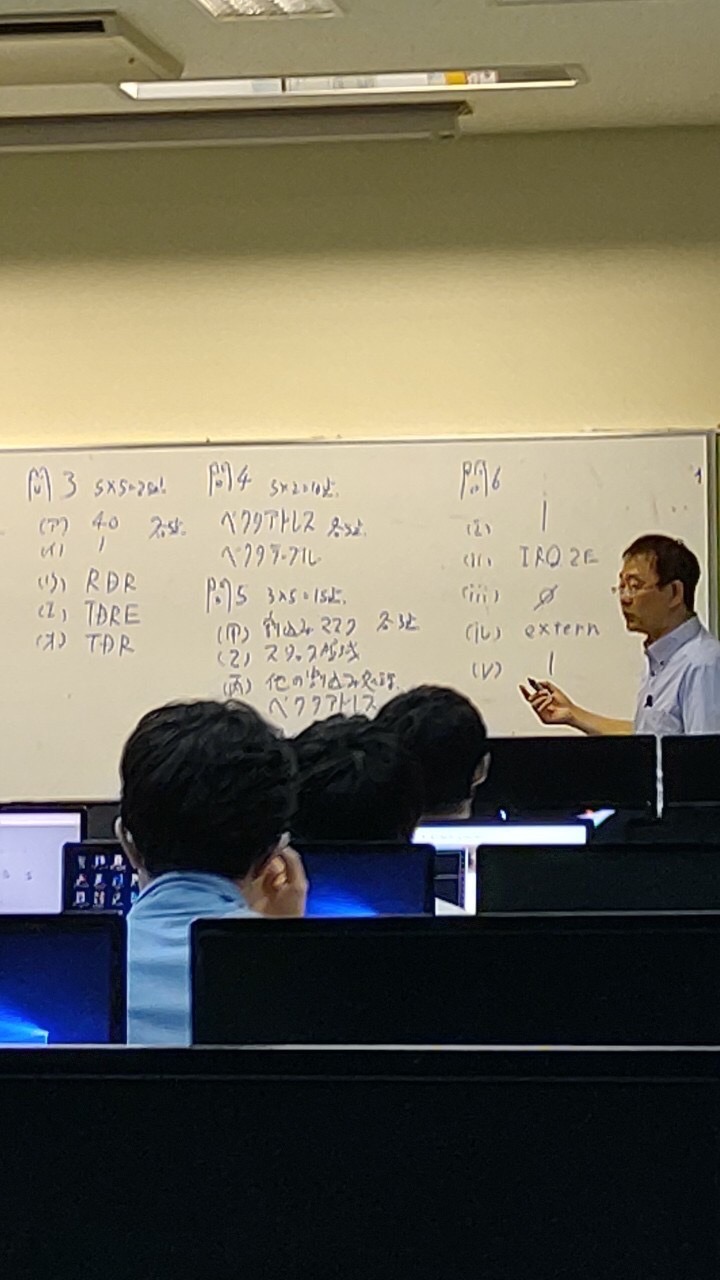 問3 5×5=25点.
(ア) 40 各5点.
(イ) 1
(ウ) RDR
(エ) TDRE
(オ) TDR
問4 5×2=10点.
ベクタアドレス 各5点.
ベクタテーブル
問5 3×5=15点.
(甲) 割込みマスク 各3点
(乙) スタック領域
(丙) 他の割込み処理.
ベクタアドレス
問6
(i) 1
(ii) IRQ2E
(iii) 0
(iv) extern
(v) 1